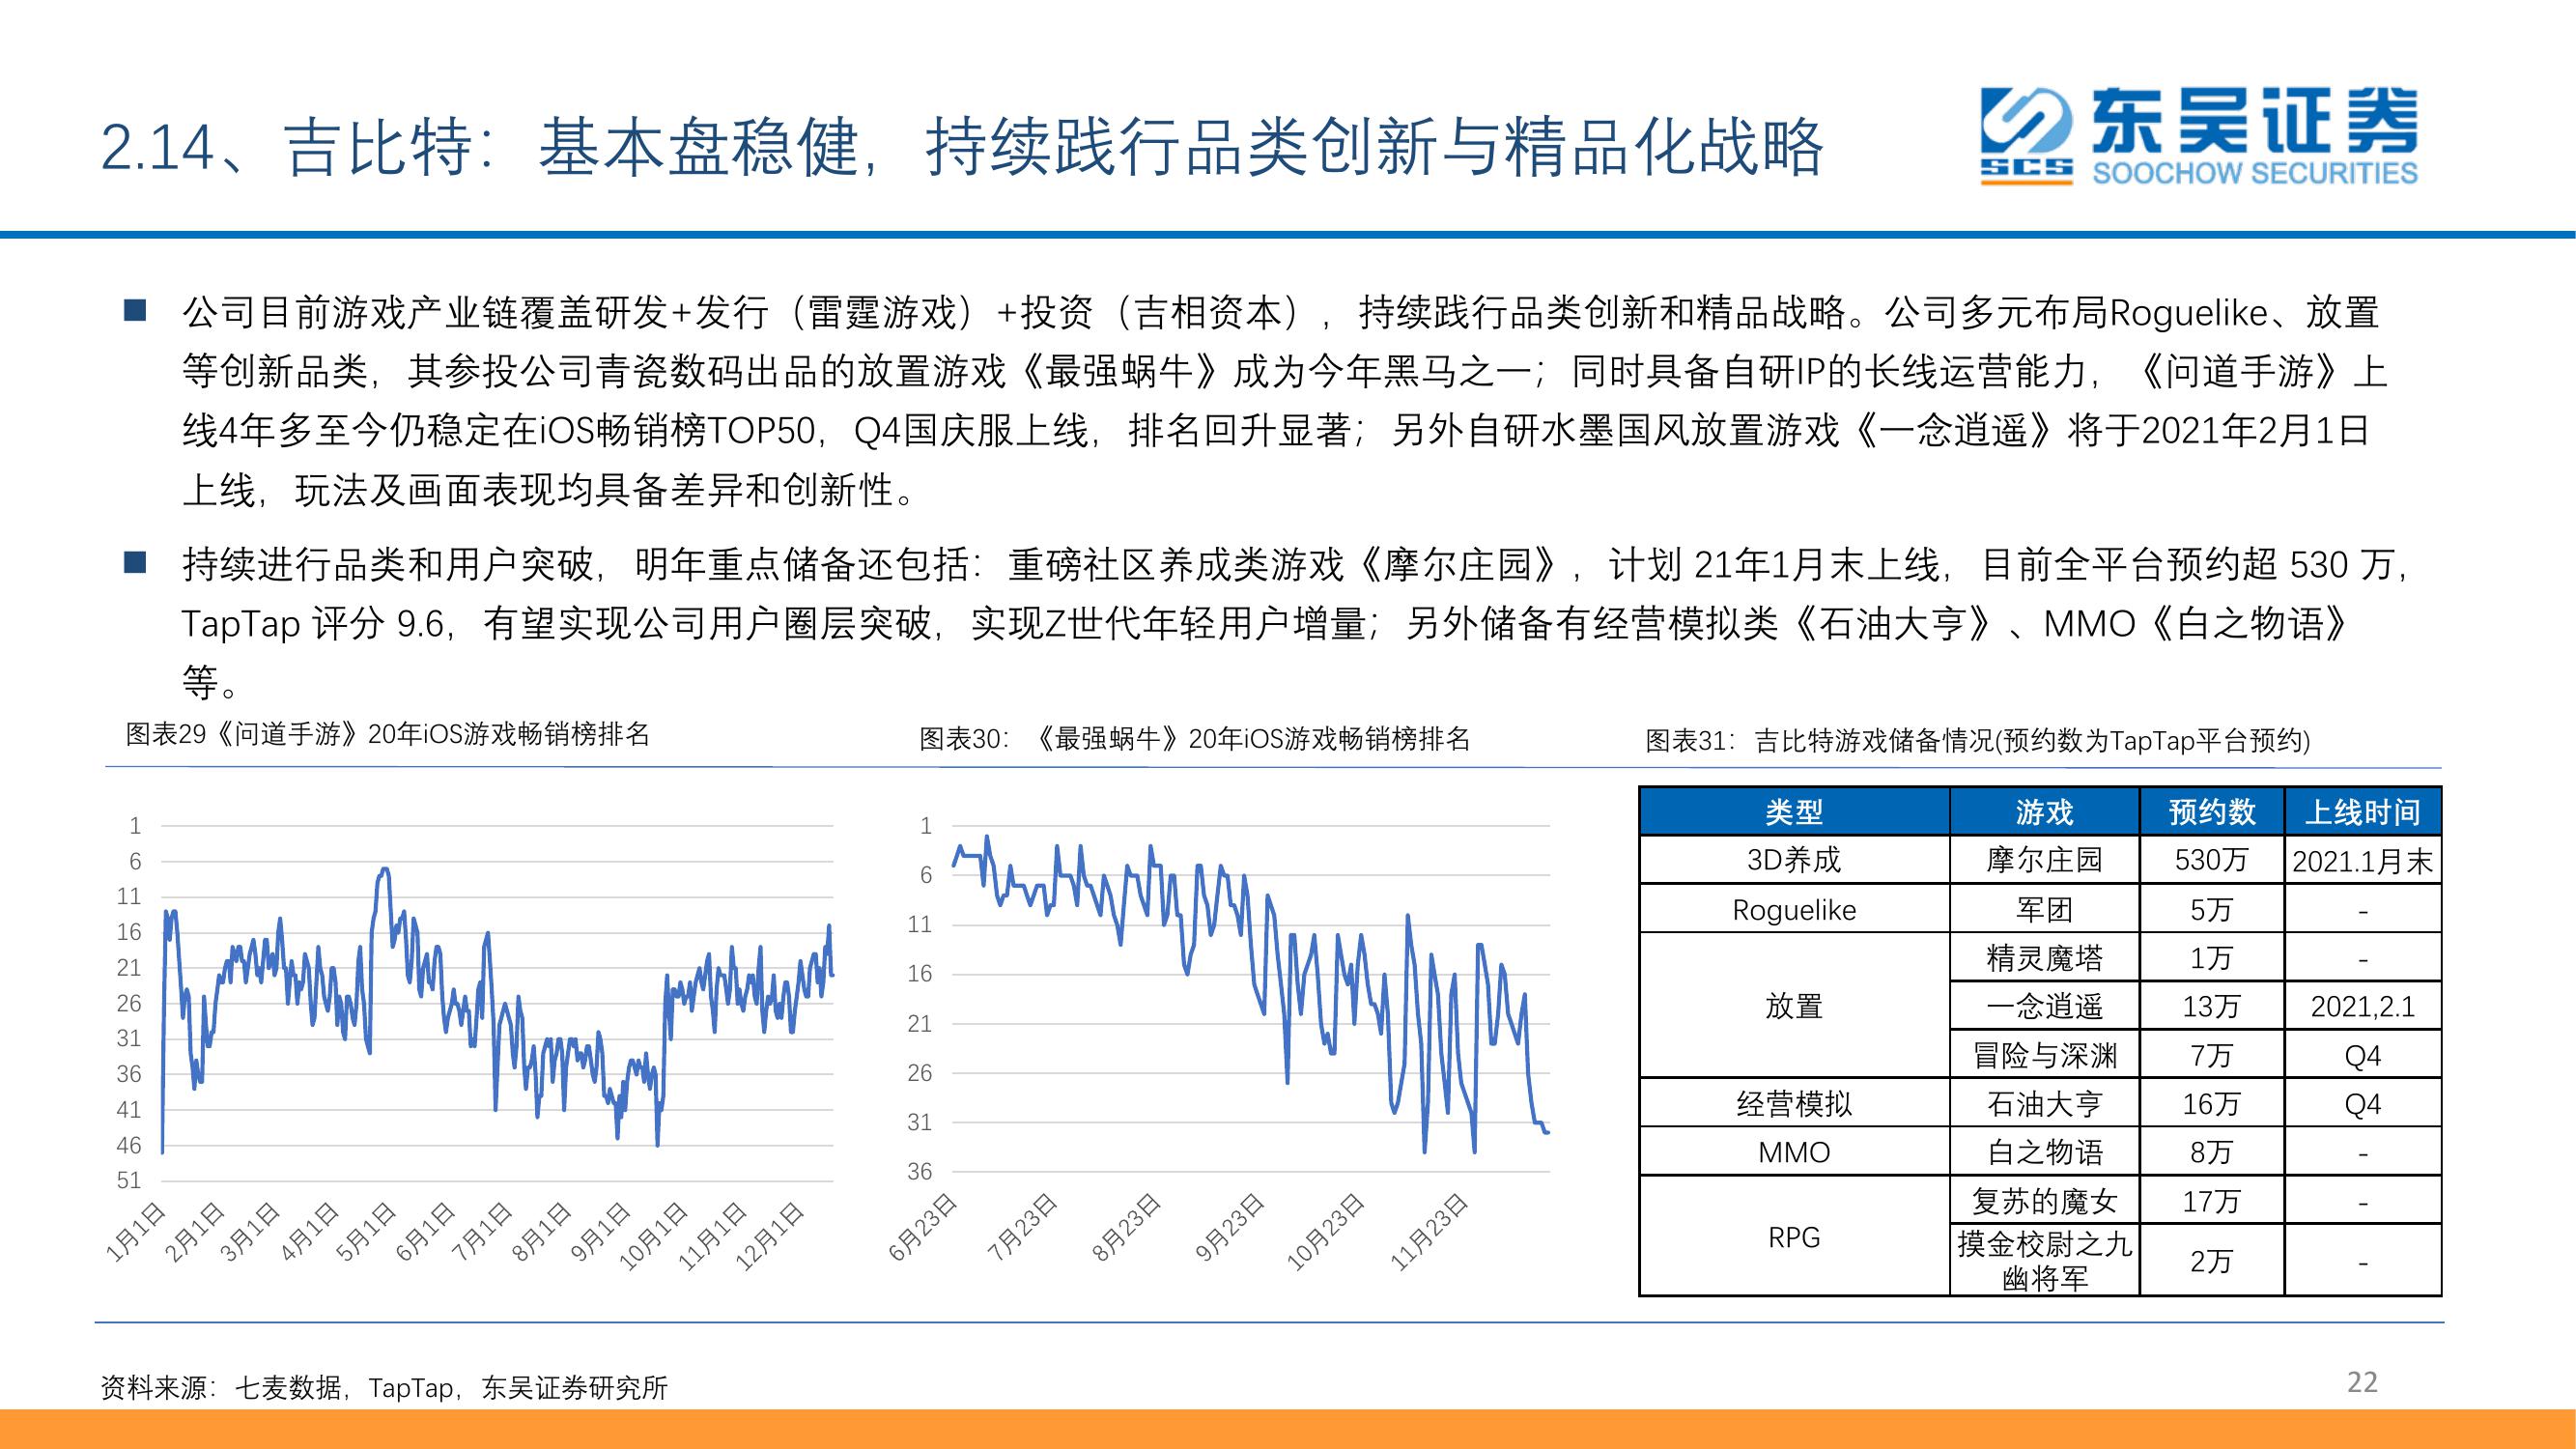 2.14、吉比特：基本盘稳健，持续践行品类创新与精品化战略
东吴证券
SCS
SOOCHOW SECURITIES
■ 公司目前游戏产业链覆盖研发+发行（雷霆游戏）+投资（吉相资本），持续践行品类创新和精品战略。公司多元布局Roguelike、放置
等创新品类，其参投公司青瓷数码出品的放置游戏《最强蜗牛》成为今年黑马之一；同时具备自研IP的长线运营能力，《问道手游》上
线4年多至今仍稳定在iOS畅销榜TOP50，Q4国庆服上线，排名回升显著；另外自研水墨国风放置游戏《一念逍遥》将于2021年2月1日
上线，玩法及画面表现均具备差异和创新性。
■ 持续进行品类和用户突破，明年重点储备还包括：重磅社区养成类游戏《摩尔庄园》，计划 21年1月末上线，目前全平台预约超 530 万，
TapTap 评分 9.6，有望实现公司用户圈层突破，实现Z世代年轻用户增量；另外储备有经营模拟类《石油大亨》、MMO《白之物语》
等。
图表29《问道手游》20年iOS游戏畅销榜排名
1
6
11
16
21
26
31
36
41
46
51
1月1日 2月1日 3月1日 4月1日 5月1日 6月1日 7月1日 8月1日 9月1日 10月1日 11月1日 12月1日
图表30：《最强蜗牛》20年iOS游戏畅销榜排名
1
6
11
16
21
26
31
36
6月23日 7月23日 8月23日 9月23日 10月23日 11月23日
图表31：吉比特游戏储备情况(预约数为TapTap平台预约)
类型 游戏 预约数 上线时间
3D养成 摩尔庄园 530万 2021.1月末
Roguelike 军团 5万 -
放置 精灵魔塔 1万 -
一念逍遥 13万 2021,2.1
冒险与深渊 7万 Q4
经营模拟 石油大亨 16万 Q4
MMO 白之物语 8万 -
RPG 复苏的魔女 17万 -
摸金校尉之九
幽将军 2万 -
资料来源：七麦数据，TapTap，东吴证券研究所
22